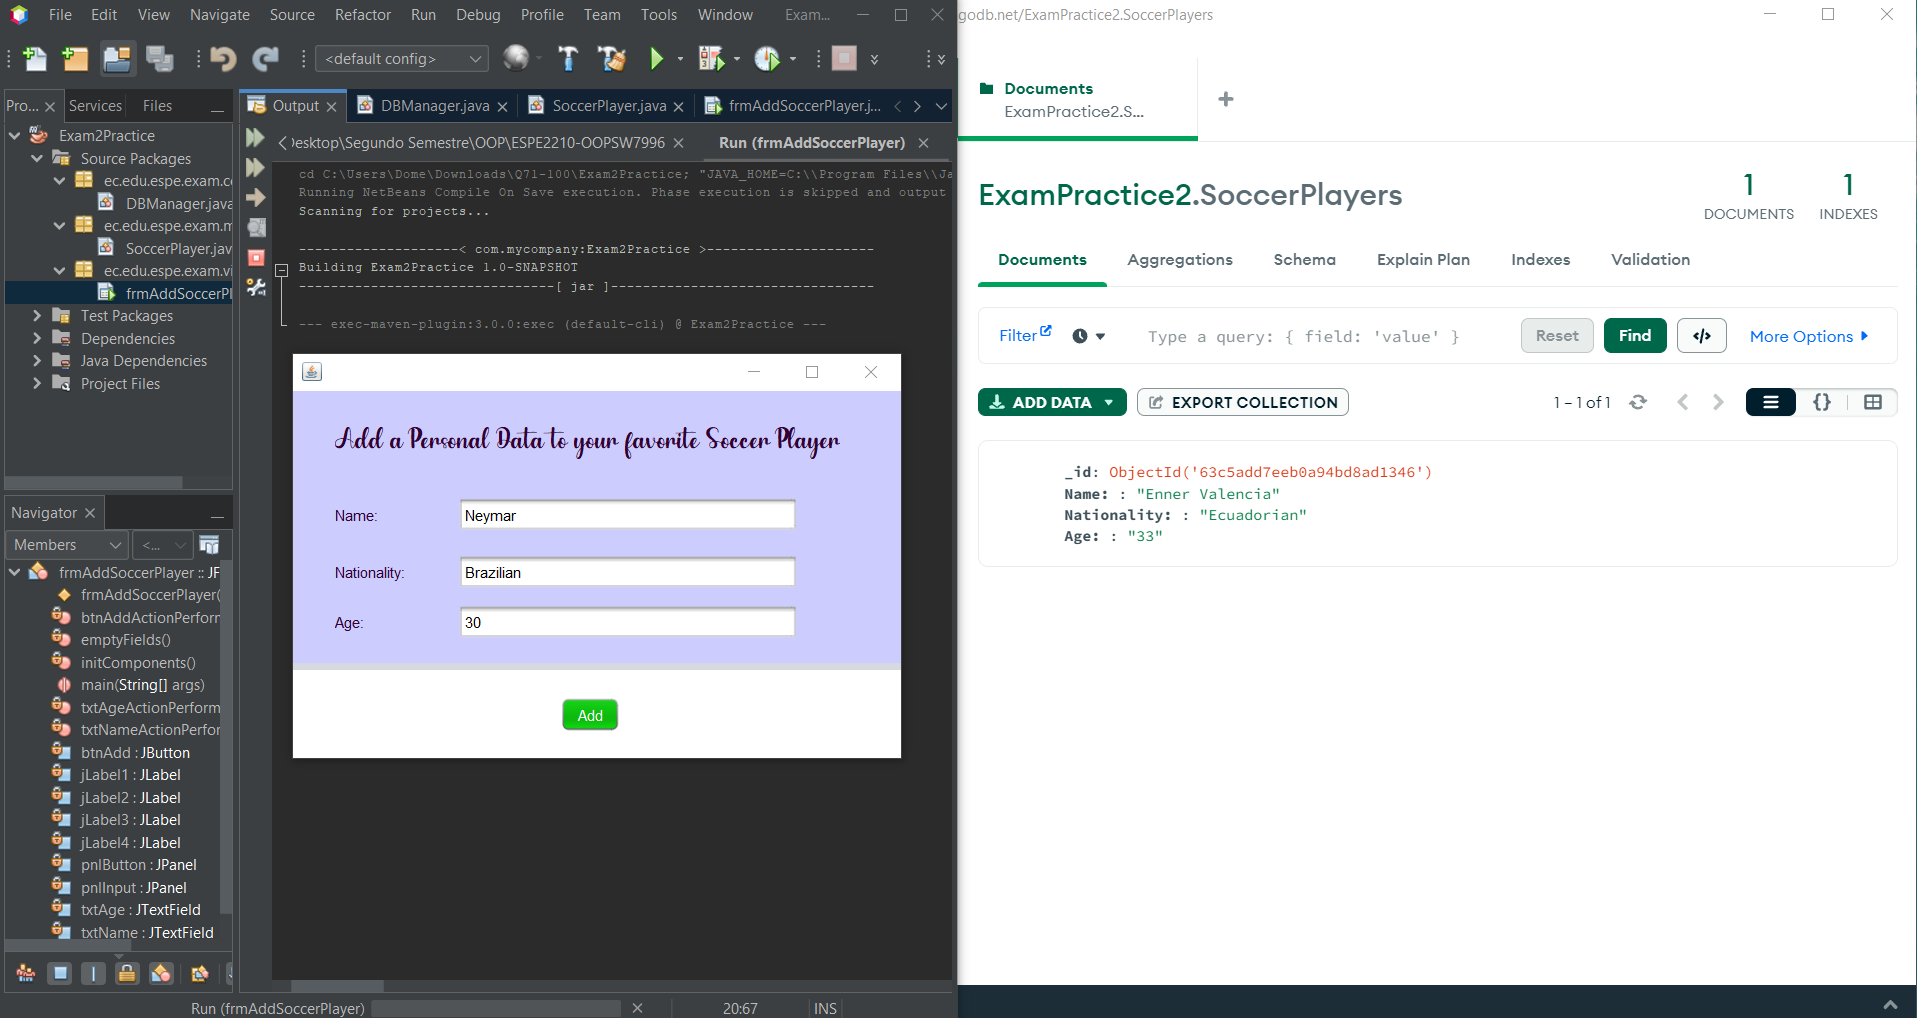 File Edit View Navigate Source Refactor Run Debug Profile Team Tools Window Exam...
<default config>
Pro... Services Files
Exam2Practice
Source Packages
ec.edu.espe.exam.c
DBManager.java
ec.edu.espe.exam.m
SoccerPlayer.jav
ec.edu.espe.exam.vi
frmAddSoccerPl
Test Packages
Dependencies
Java Dependencies
Project Files
Navigator
Members <...
frmAddSoccerPlayer :: JF
frmAddSoccerPlayer(
btnAddActionPerform
emptyFields()
initComponents()
main(String[] args)
txtAgeActionPerform
txtNameActionPerfor
btnAdd : JButton
jLabel1 : JLabel
jLabel2 : JLabel
jLabel3 : JLabel
jLabel4 : JLabel
pnlButton : JPanel
pnlInput : JPanel
txtAge : JTextField
txtName : JTextField
Output DBManager.java SoccerPlayer.java frmAddSoccerPlayer.j...
esktop\Segundo Semestre\OOP\ESPE2210-OOPSW7996 Run (frmAddSoccerPlayer)
cd C:\Users\Dome\Downloads\Q71-100\Exam2Practice; "JAVA_HOME=C:\\Program Files\\Ja
Running NetBeans Compile On Save execution. Phase execution is skipped and output
Scanning for projects...
--------------------< com.mycompany:Exam2Practice >---------------------
Building Exam2Practice 1.0-SNAPSHOT
--------------------------------[ jar ]---------------------------------
--- exec-maven-plugin:3.0.0:exec (default-cli) @ Exam2Practice ---
Add a Personal Data to your favorite Soccer Player
Name: Neymar
Nationality: Brazilian
Age: 30
Add
Run (frmAddSoccerPlayer) 20:67 INS
godb.net/ExamPractice2.SoccerPlayers
Documents
ExamPractice2.S...
ExamPractice2.SoccerPlayers
1 1
DOCUMENTS INDEXES
Documents Aggregations Schema Explain Plan Indexes Validation
Filter Type a query: { field: 'value' } Reset Find </> More Options
ADD DATA EXPORT COLLECTION 1 – 1 of 1 {}
_id: ObjectId('63c5add7eeb0a94bd8ad1346')
Name: : "Enner Valencia"
Nationality: : "Ecuadorian"
Age: : "33"